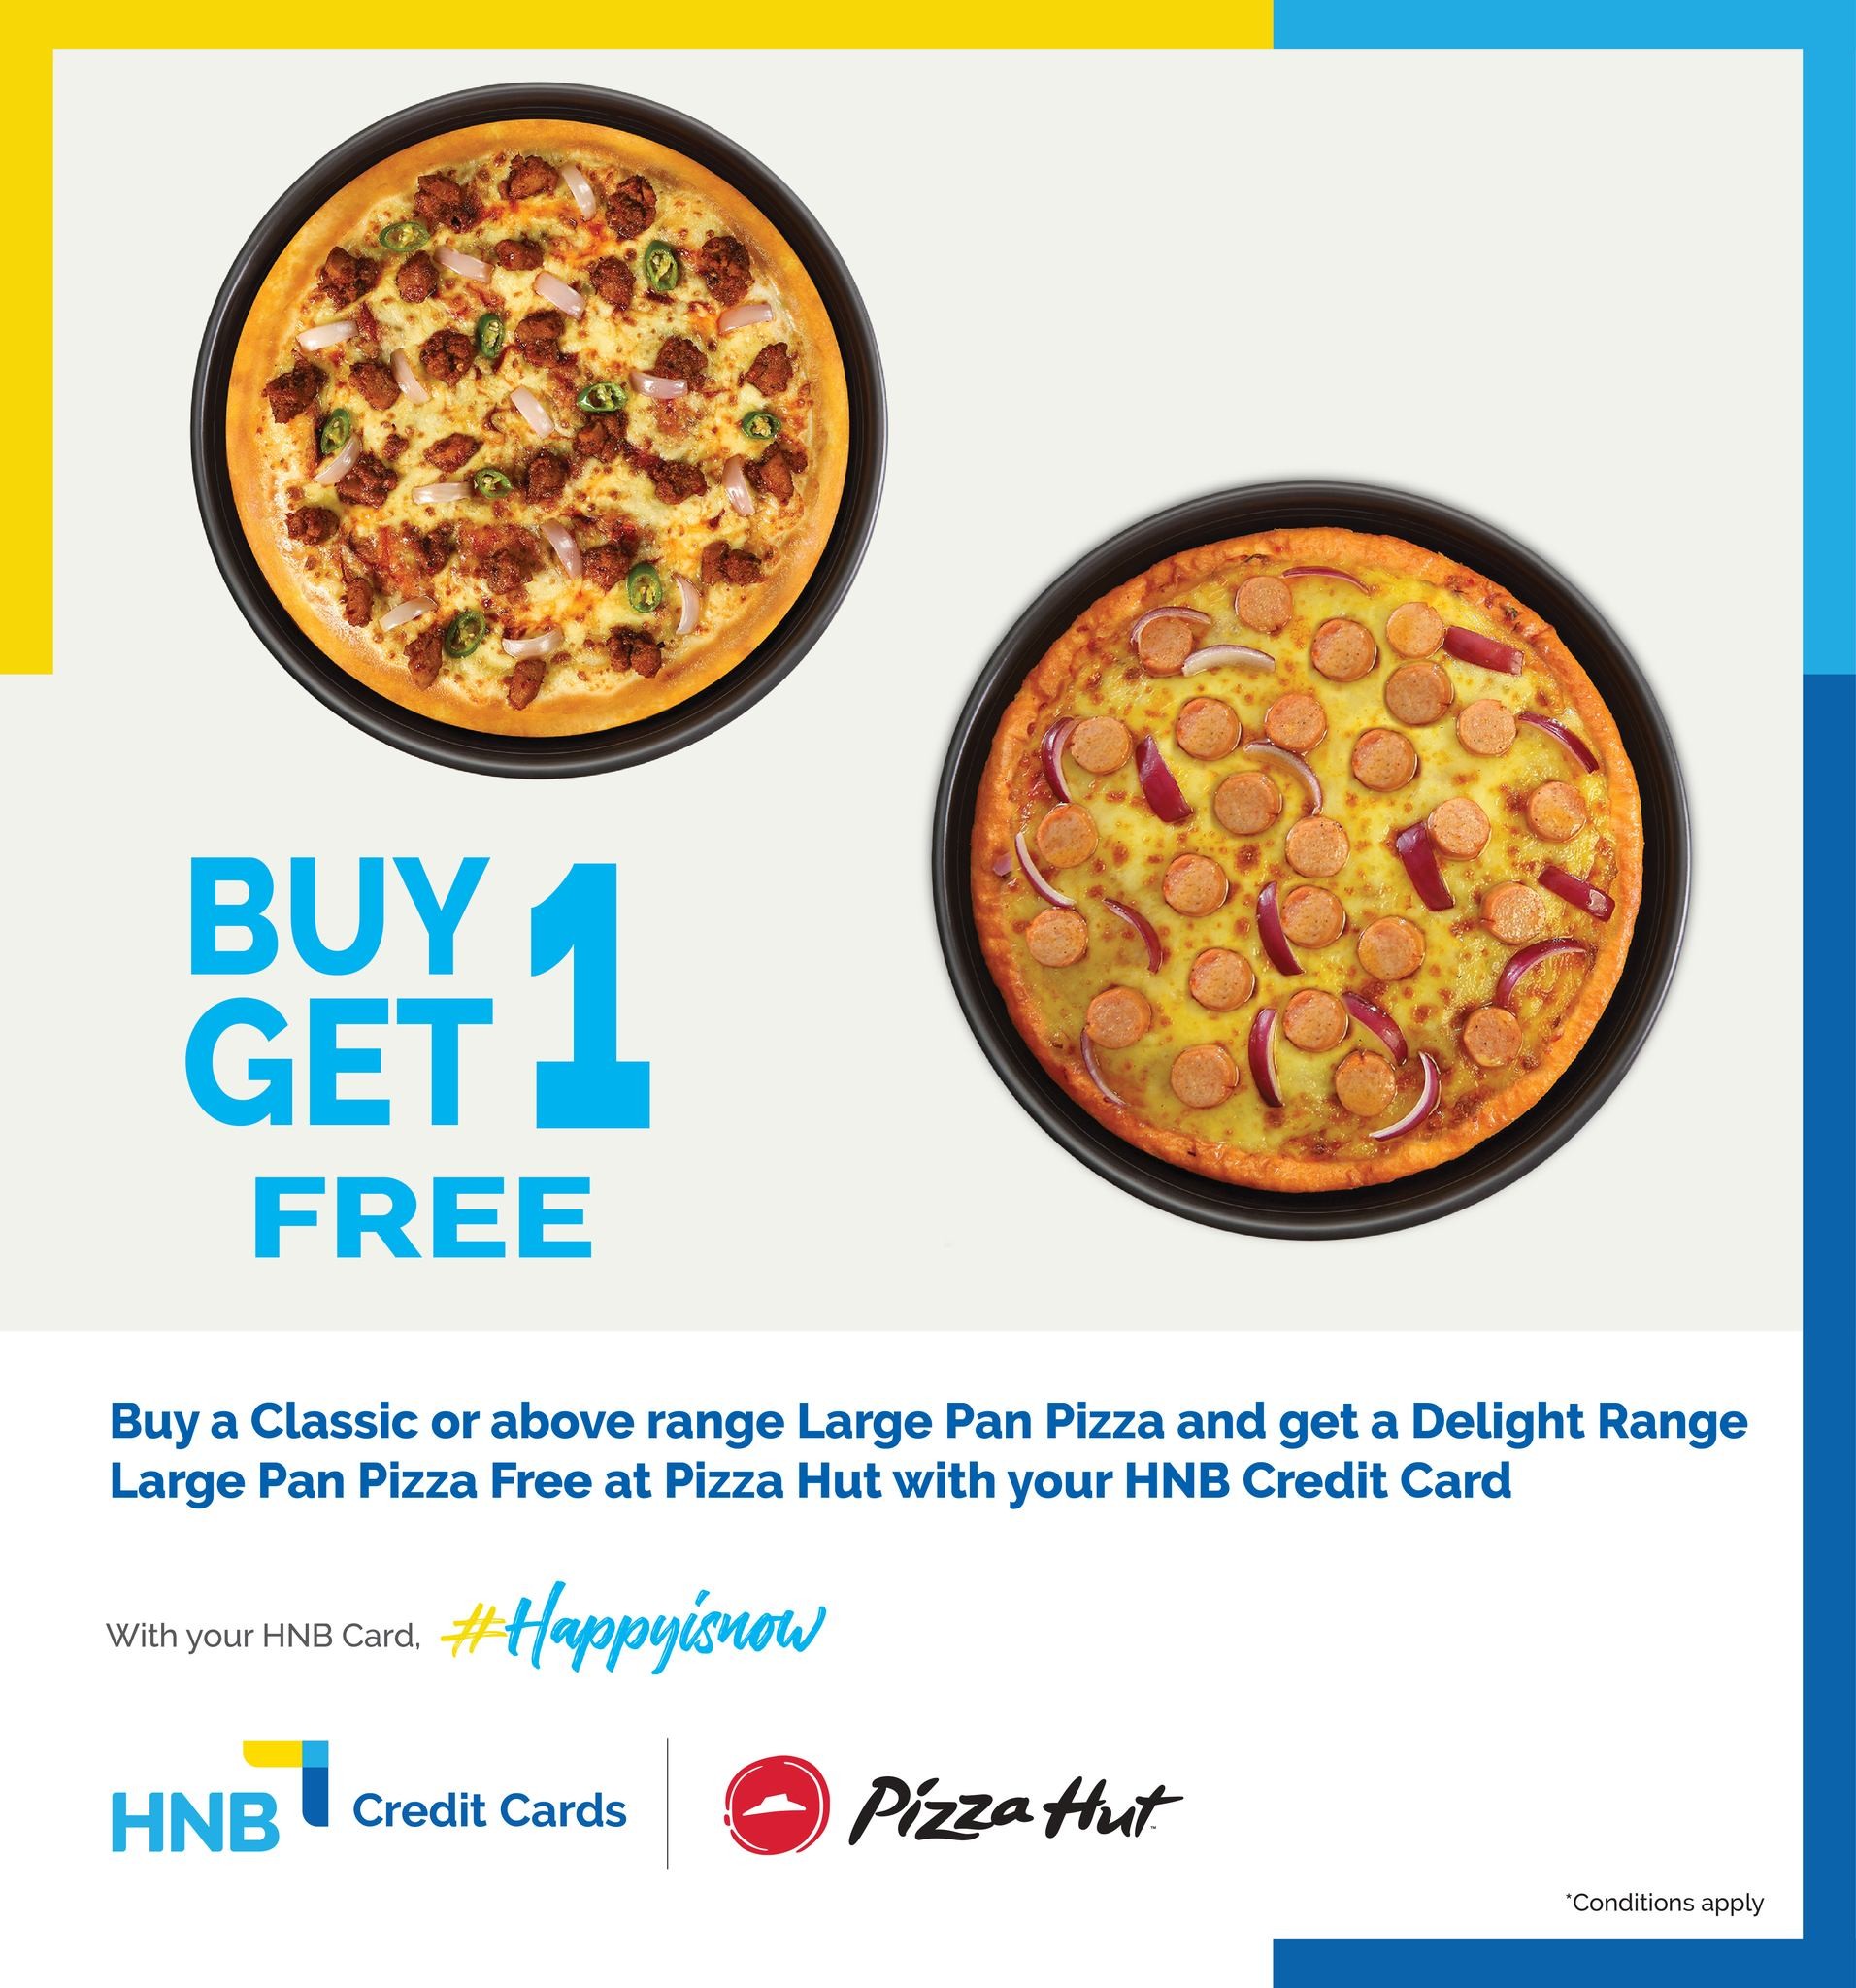 BUY 1
GET
FREE
Buy a Classic or above range Large Pan Pizza and get a Delight Range
Large Pan Pizza Free at Pizza Hut with your HNB Credit Card
With your HNB Card, #Happyisnow
HNB Credit Cards
Pizza Hut™
*Conditions apply